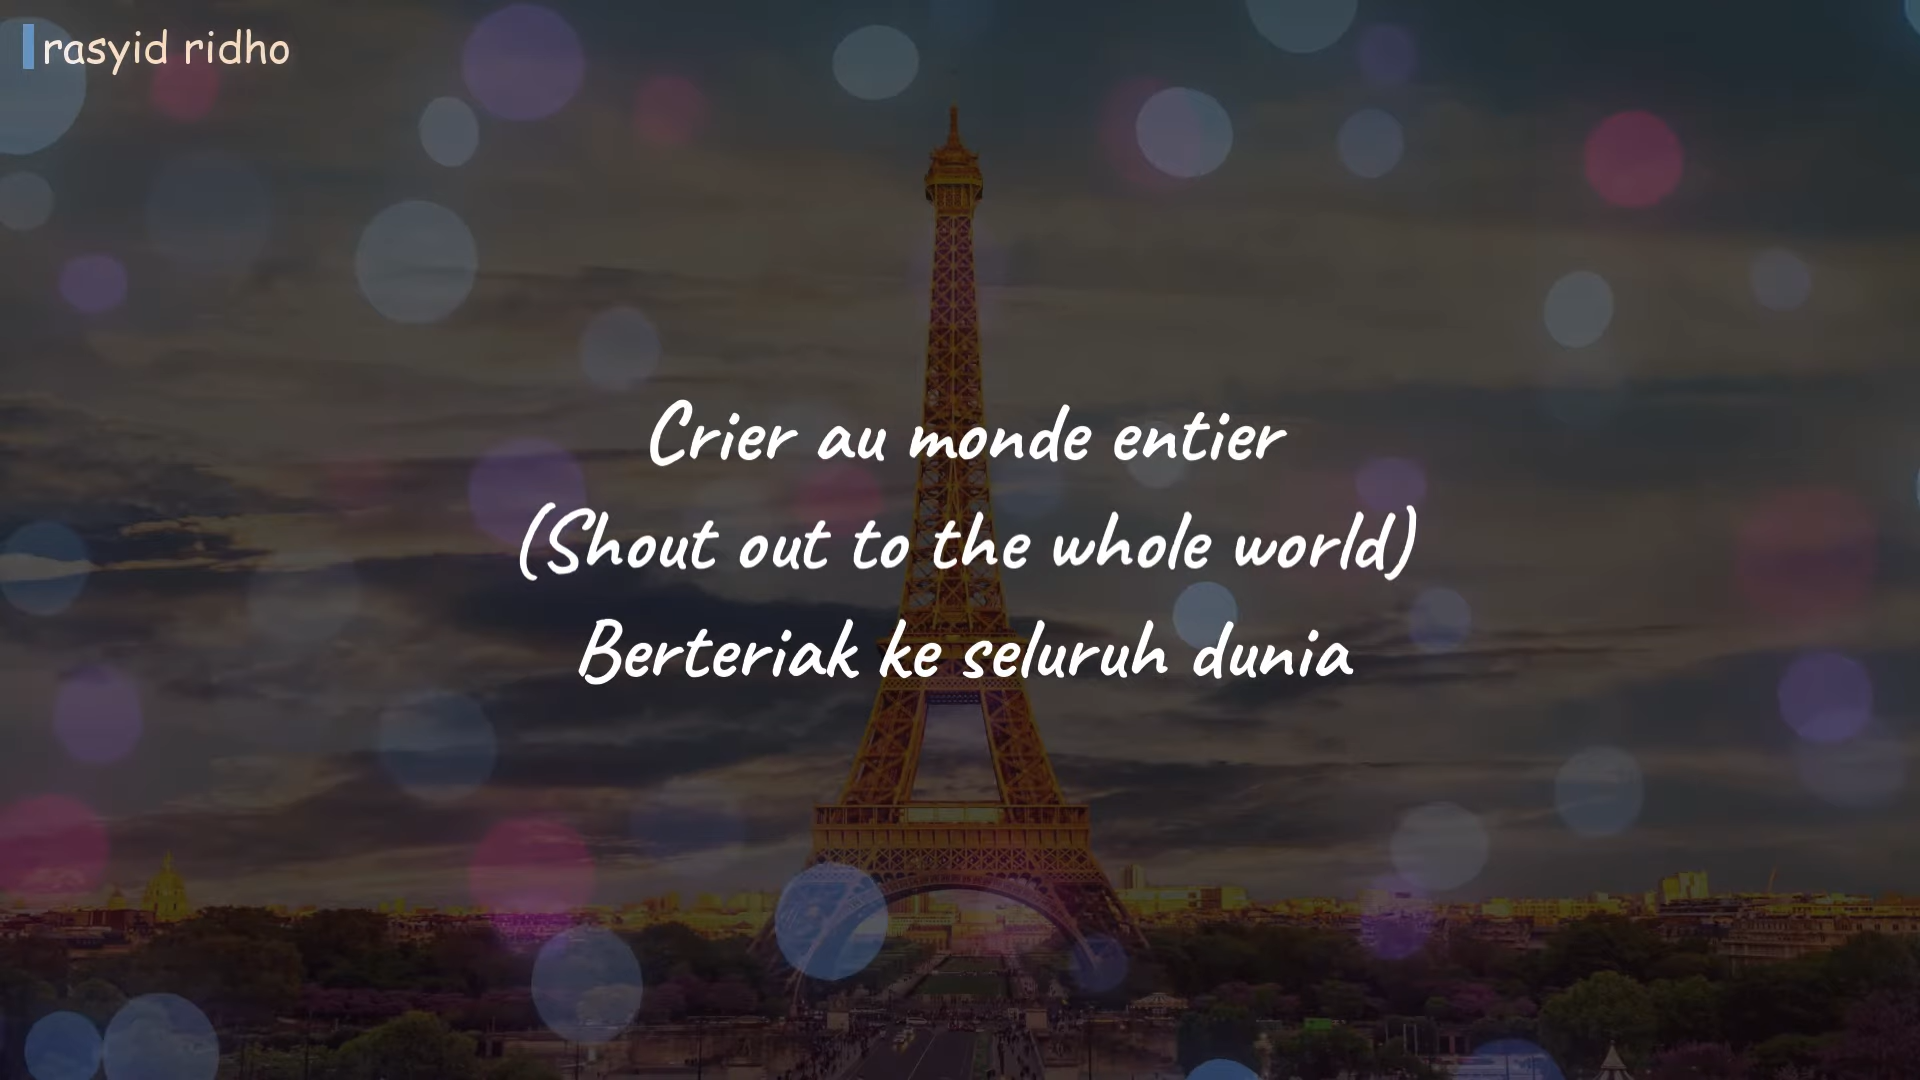 rasyid ridho
Crier au monde entier
(Shout out to the whole world)
Berteriak ke seluruh dunia